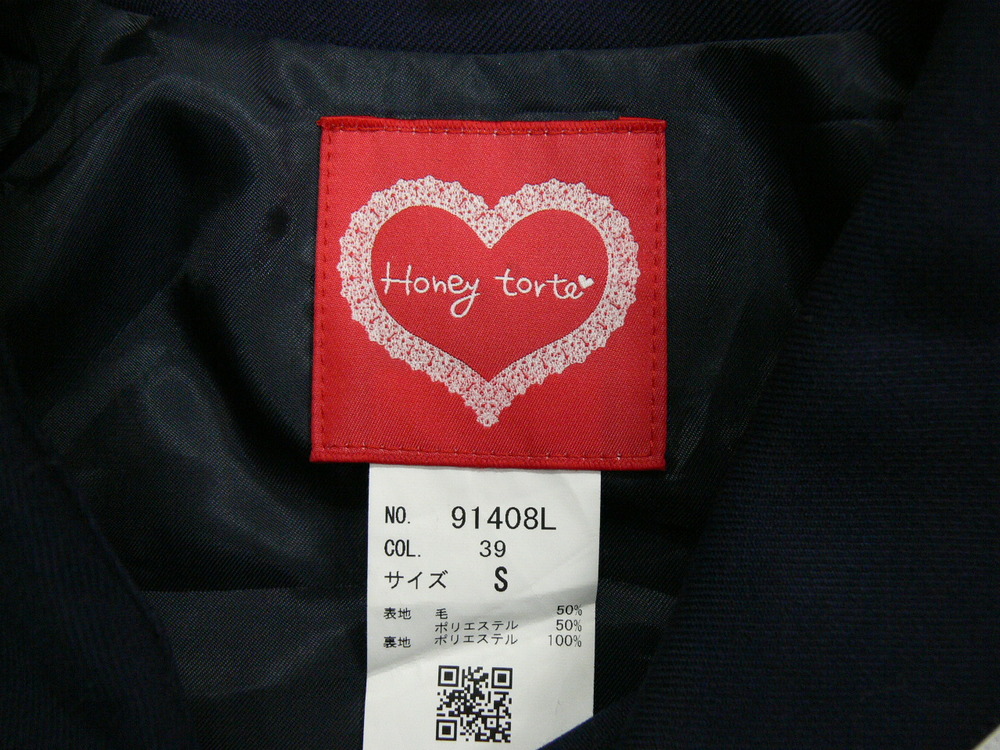 Honey torte
NO. 91408L
COL. 39
サイズ S
表地 毛 50%
ポリエステル 50%
裏地 ポリエステル 100%